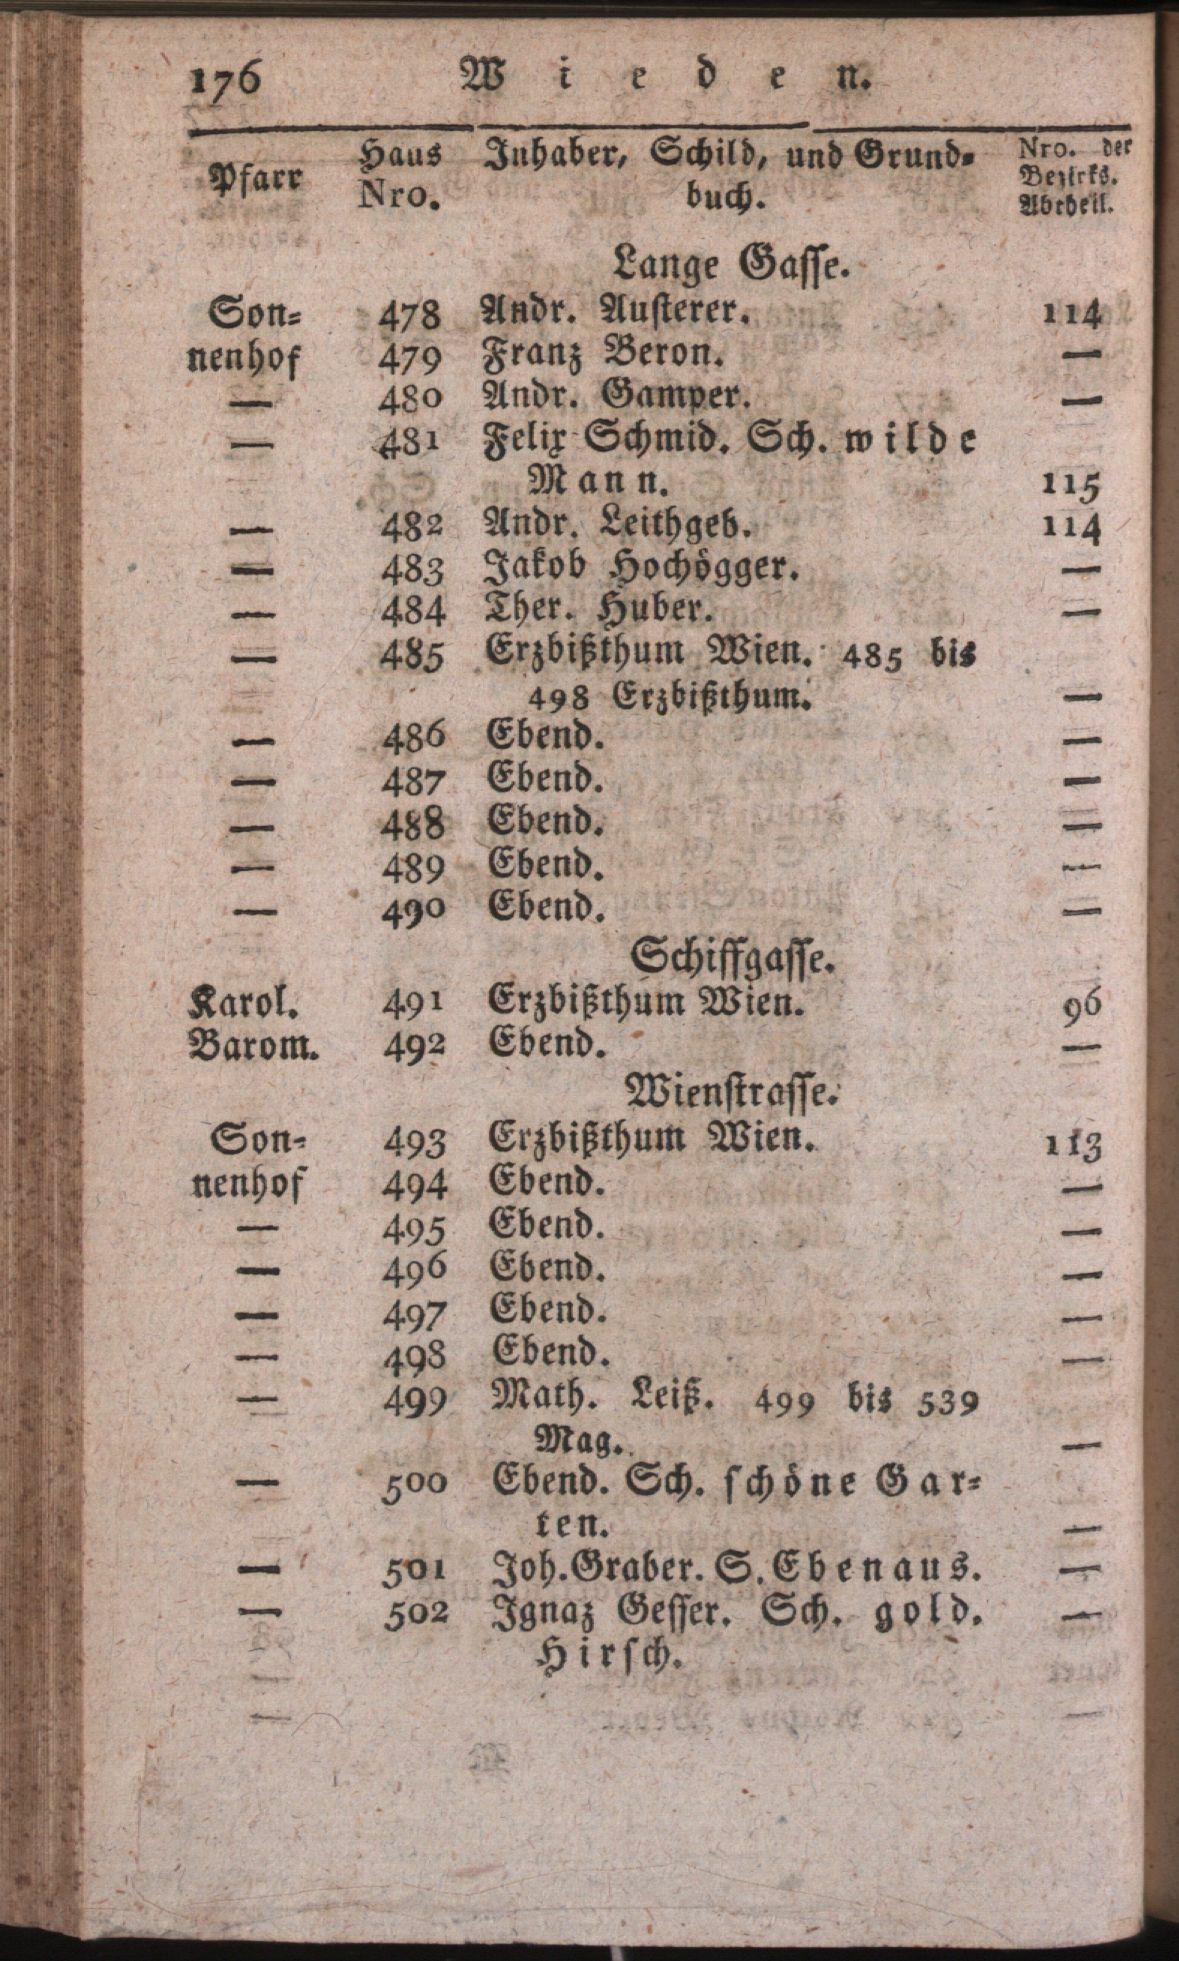 176 Wieden.
Pfarr Haus Nro. Inhaber, Schild, und Grund= buch. Nro. der Bezirks. Abtheil.
Lange Gasse.
Son= 478 Andr. Austerer. 114
nenhof 479 Franz Beron. —
— 480 Andr. Gamper. —
— 481 Felix Schmid. Sch. wilde
Mann. 115
— 482 Andr. Leithgeb. 114
— 483 Jakob Hochögger. —
— 484 Ther. Huber. —
— 485 Erzbißthum Wien. 485 bis
498 Erzbißthum. —
— 486 Ebend. —
— 487 Ebend. —
— 488 Ebend. —
— 489 Ebend. —
— 490 Ebend. —
Schiffgasse.
Karol. 491 Erzbißthum Wien. 96
Barom. 492 Ebend. —
Wienstrasse.
Son= 493 Erzbißthum Wien. 113
nenhof 494 Ebend. —
— 495 Ebend. —
— 496 Ebend. —
— 497 Ebend. —
— 498 Ebend. —
— 499 Math. Leiß. 499 bis 539
Mag. —
— 500 Ebend. Sch. schöne Gar=
ten. —
— 501 Joh. Graber. S. Ebenaus. —
— 502 Ignaz Gesser. Sch. gold. —
Hirsch.